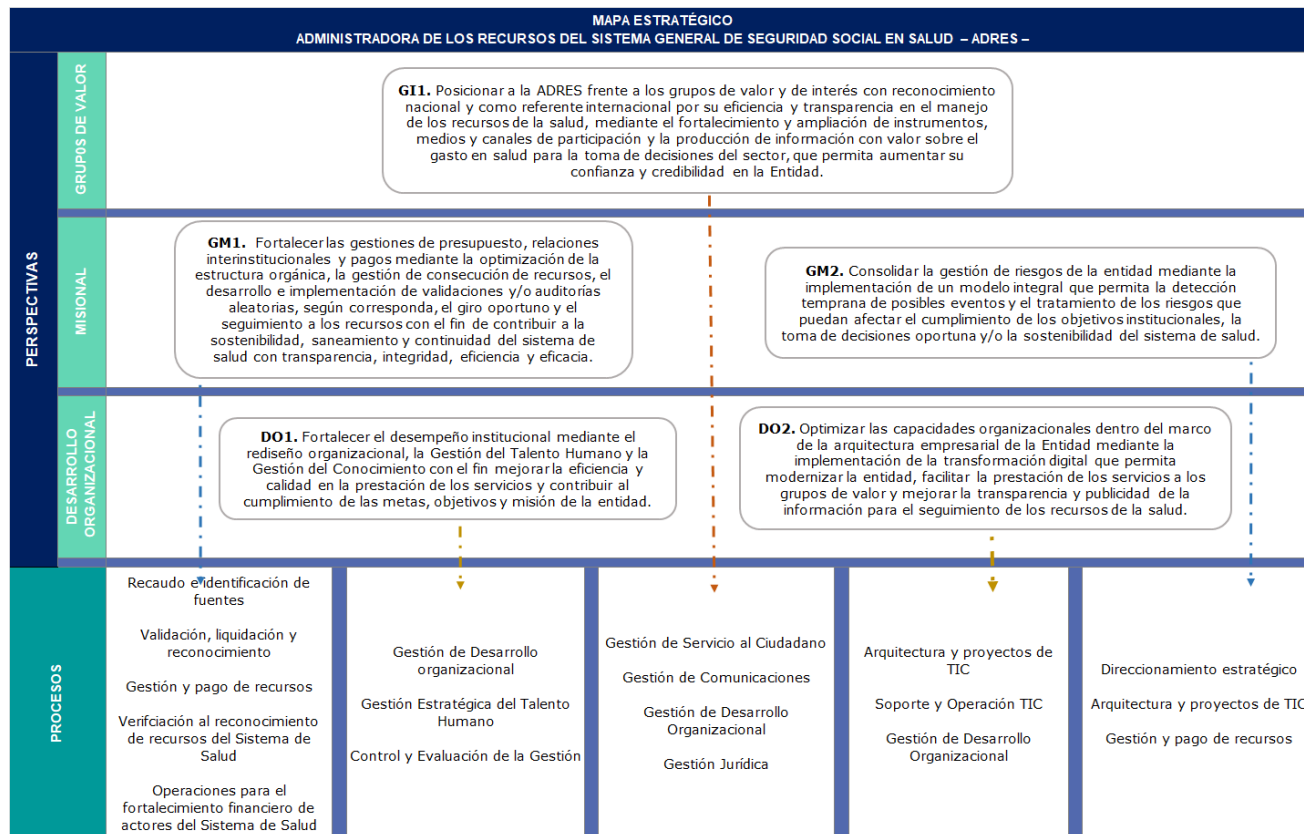 MAPA ESTRATÉGICO
ADMINISTRADORA DE LOS RECURSOS DEL SISTEMA GENERAL DE SEGURIDAD SOCIAL EN SALUD – ADRES –
PERSPECTIVAS
GRUPOS DE VALOR
GI1. Posicionar a la ADRES frente a los grupos de valor y de interés con reconocimiento
nacional y como referente internacional por su eficiencia y transparencia en el manejo
de los recursos de la salud, mediante el fortalecimiento y ampliación de instrumentos,
medios y canales de participación y la producción de información con valor sobre el
gasto en salud para la toma de decisiones del sector, que permita aumentar su
confianza y credibilidad en la Entidad.
MISIONAL
GM1. Fortalecer las gestiones de presupuesto, relaciones
interinstitucionales y pagos mediante la optimización de la
estructura orgánica, la gestión de consecución de recursos, el
desarrollo e implementación de validaciones y/o auditorías
aleatorias, según corresponda, el giro oportuno y el
seguimiento a los recursos con el fin de contribuir a la
sostenibilidad, saneamiento y continuidad del sistema de
salud con transparencia, integridad, eficiencia y eficacia.
GM2. Consolidar la gestión de riesgos de la entidad mediante la
implementación de un modelo integral que permita la detección
temprana de posibles eventos y el tratamiento de los riesgos que
puedan afectar el cumplimiento de los objetivos institucionales, la
toma de decisiones oportuna y/o la sostenibilidad del sistema de salud.
DESARROLLO
ORGANIZACIONAL
DO1. Fortalecer el desempeño institucional mediante el
rediseño organizacional, la Gestión del Talento Humano y la
Gestión del Conocimiento con el fin mejorar la eficiencia y
calidad en la prestación de los servicios y contribuir al
cumplimiento de las metas, objetivos y misión de la entidad.
DO2. Optimizar las capacidades organizacionales dentro del marco
de la arquitectura empresarial de la Entidad mediante la
implementación de la transformación digital que permita
modernizar la entidad, facilitar la prestación de los servicios a los
grupos de valor y mejorar la transparencia y publicidad de la
información para el seguimiento de los recursos de la salud.
PROCESOS
Recaudo e identificación de
fuentes
Validación, liquidación y
reconocimiento
Gestión y pago de recursos
Verifciación al reconocimiento
de recursos del Sistema de
Salud
Operaciones para el
fortalecimiento financiero de
actores del Sistema de Salud
Gestión de Desarrollo
organizacional
Gestión Estratégica del Talento
Humano
Control y Evaluación de la Gestión
Gestión de Servicio al Ciudadano
Gestión de Comunicaciones
Gestión de Desarrollo
Organizacional
Gestión Jurídica
Arquitectura y proyectos de
TIC
Soporte y Operación TIC
Gestión de Desarrollo
Organizacional
Direccionamiento estratégico
Arquitectura y proyectos de TIC
Gestión y pago de recursos